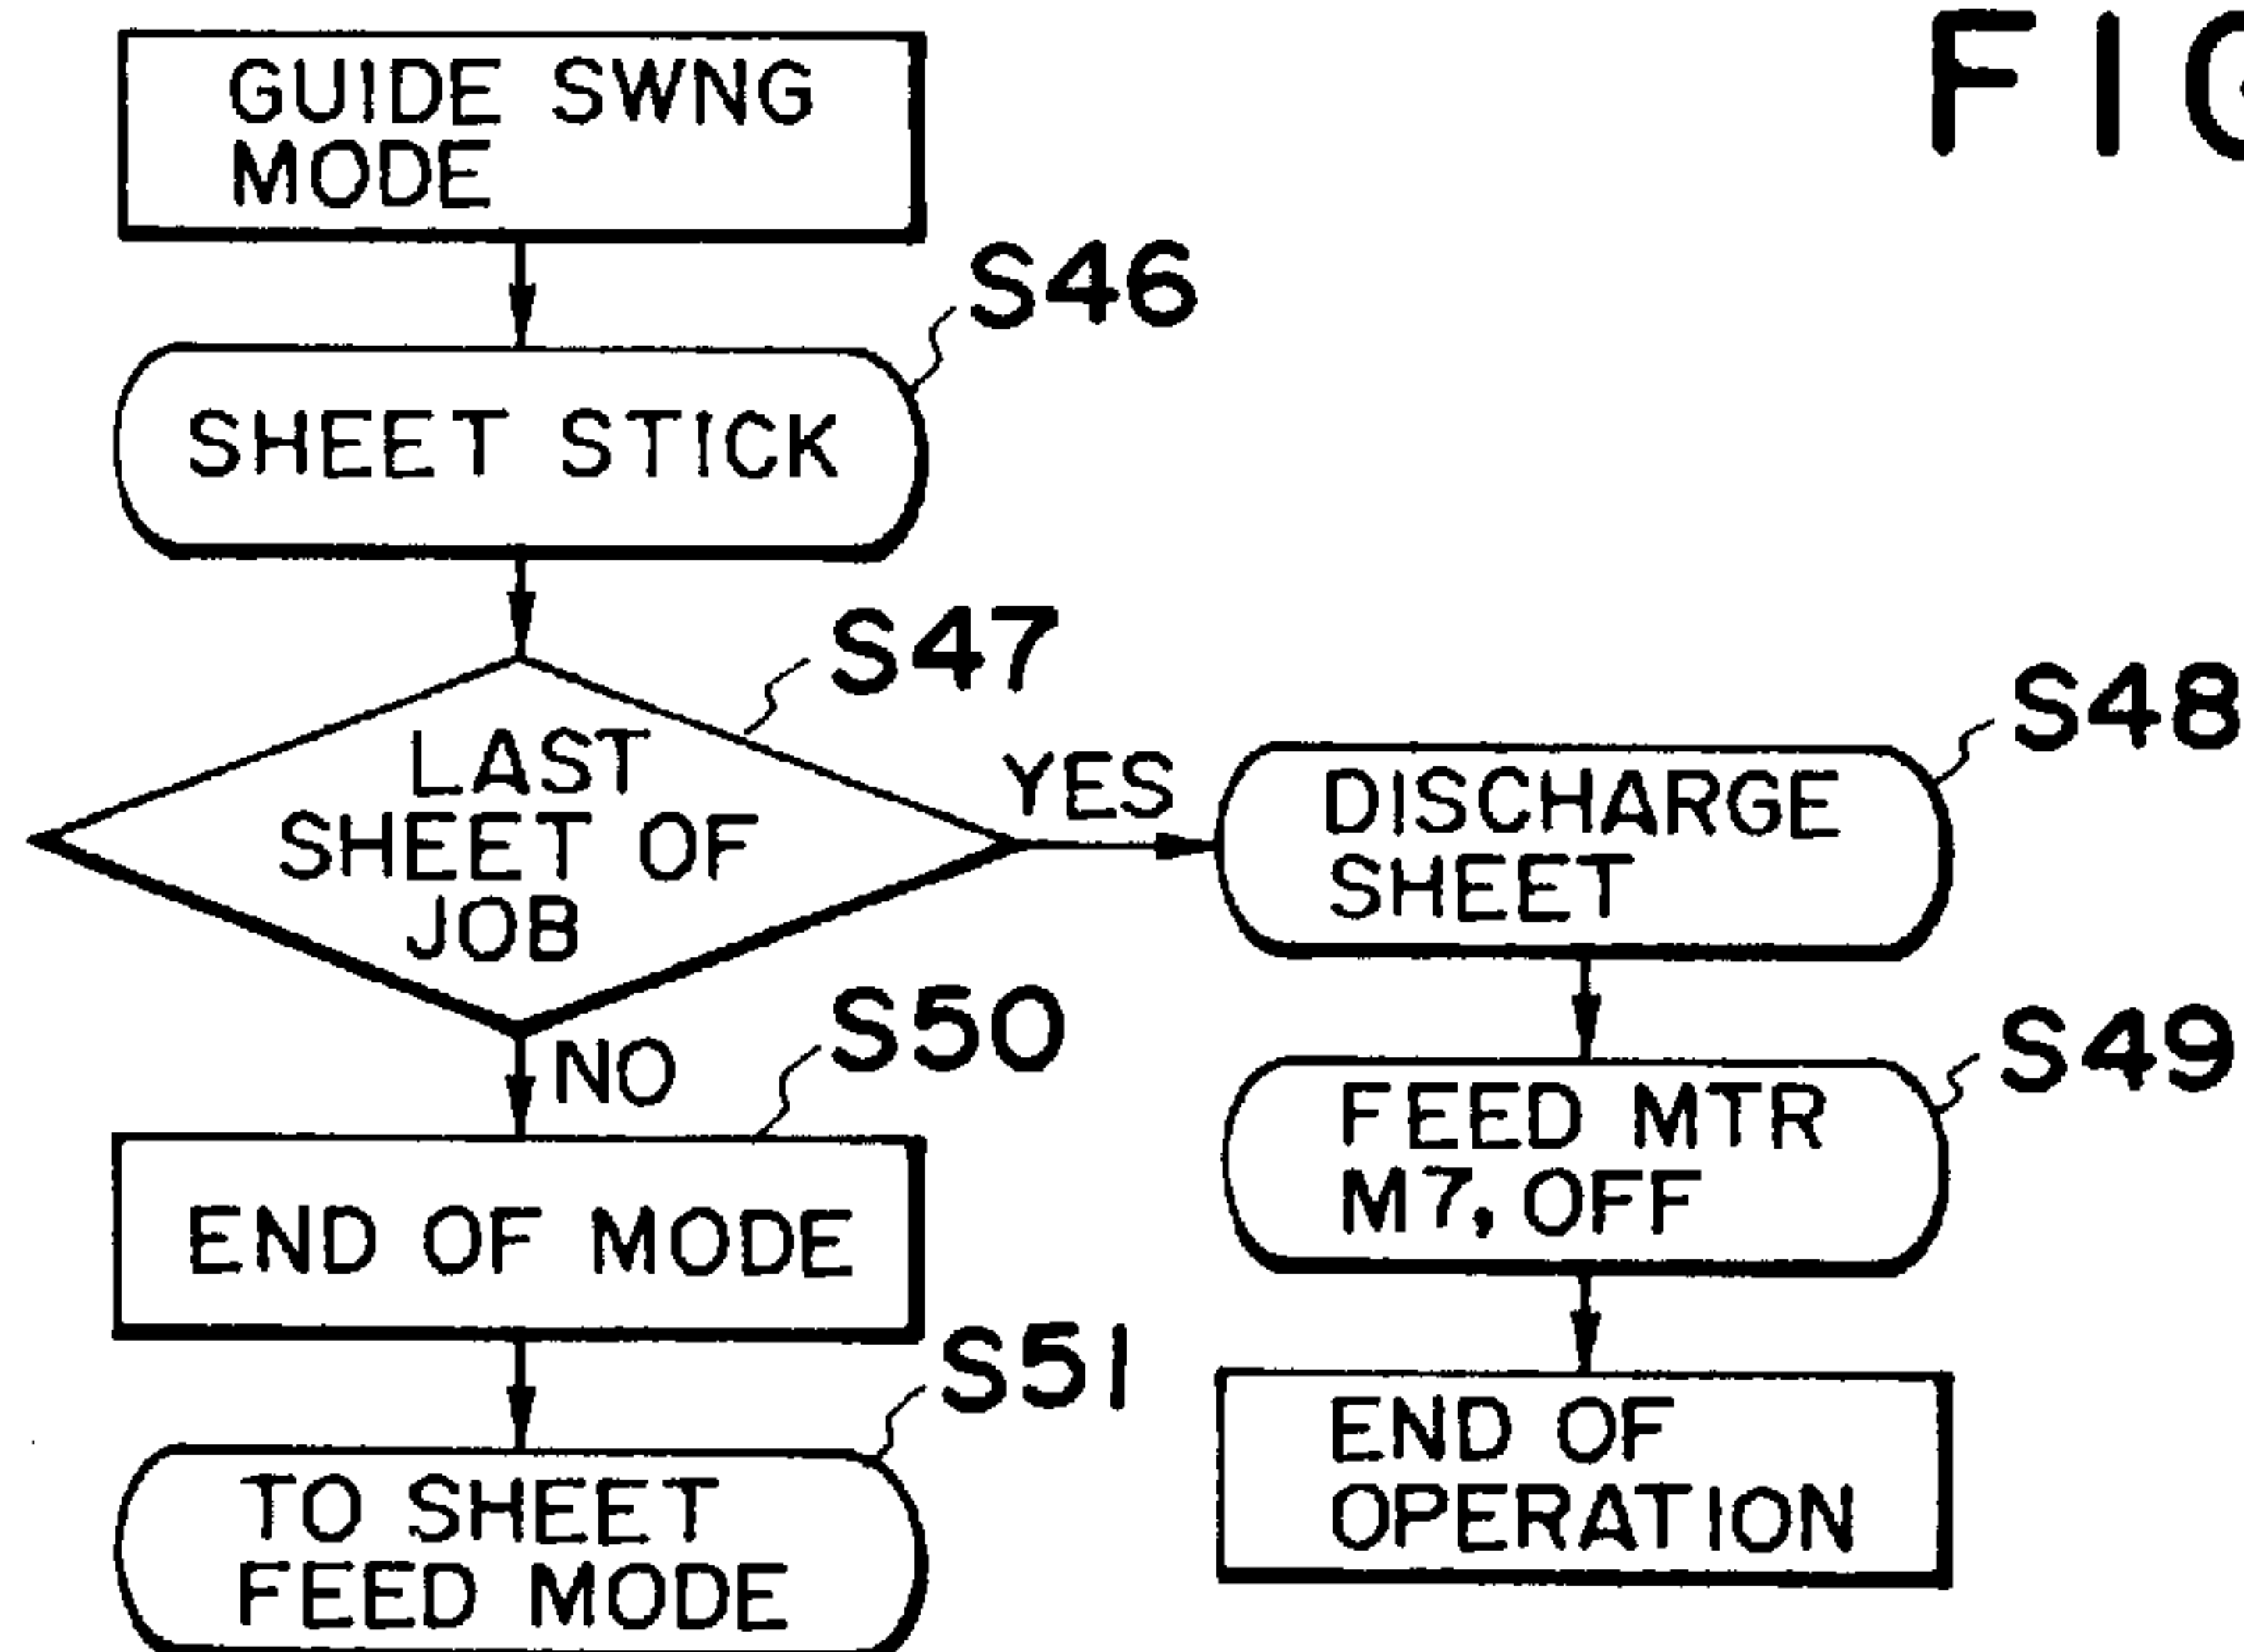 FIG
GUIDE SWNG
MODE
S46
SHEET STICK
S47
LAST
SHEET OF
JOB
YES
S48
DISCHARGE
SHEET
NO
S50
S49
FEED MTR
M7, OFF
END OF MODE
S51
END OF
OPERATION
TO SHEET
FEED MODE